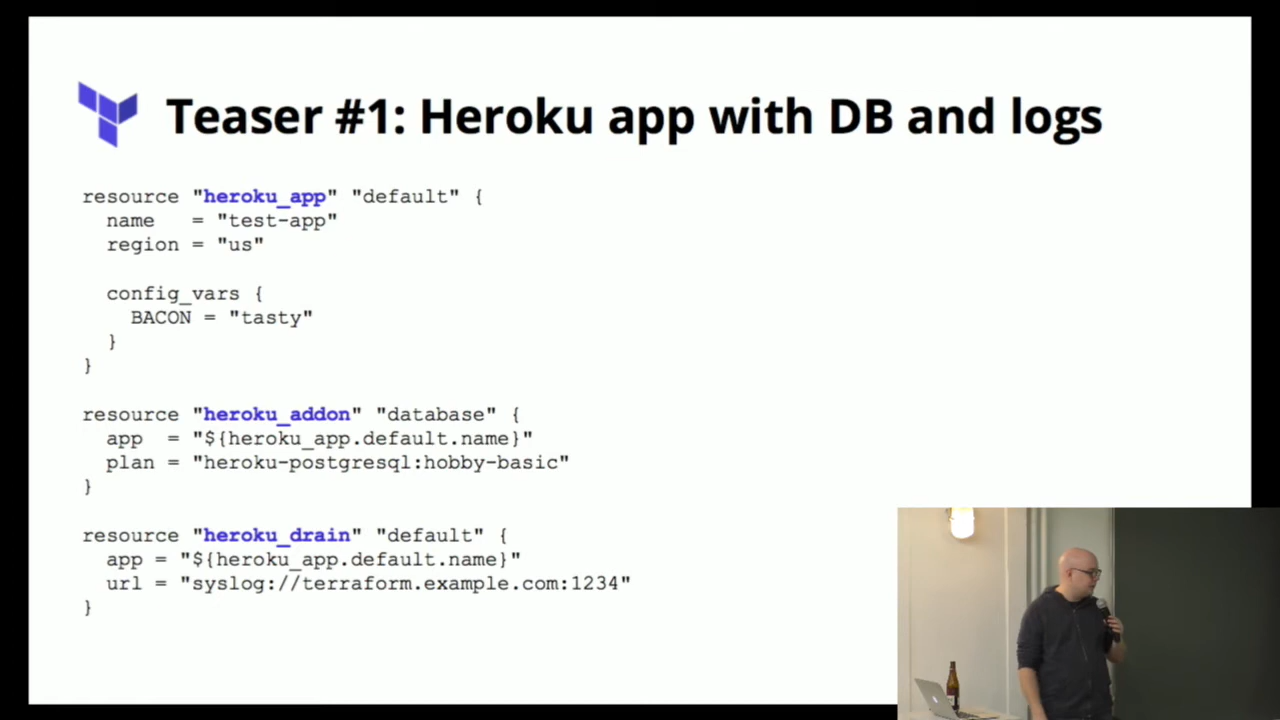 Teaser #1: Heroku app with DB and logs
resource "heroku_app" "default" {
  name   = "test-app"
  region = "us"
  config_vars {
    BACON = "tasty"
  }
}
resource "heroku_addon" "database" {
  app  = "${heroku_app.default.name}"
  plan = "heroku-postgresql:hobby-basic"
}
resource "heroku_drain" "default" {
  app = "${heroku_app.default.name}"
  url = "syslog://terraform.example.com:1234"
}